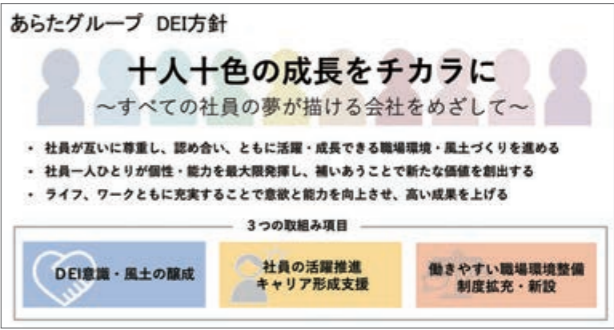 あらたグループ DEI方針
十人十色の成長をチカラに
～すべての社員の夢が描ける会社をめざして～
・ 社員が互いに尊重し、認め合い、ともに活躍・成長できる職場環境・風土づくりを進める
・ 社員一人ひとりが個性・能力を最大限発揮し、補いあうことで新たな価値を創出する
・ ライフ、ワークともに充実することで意欲と能力を向上させ、高い成果を上げる
３つの取組み項目
DEI意識・風土の醸成
社員の活躍推進
キャリア形成支援
働きやすい職場環境整備
制度拡充・新設